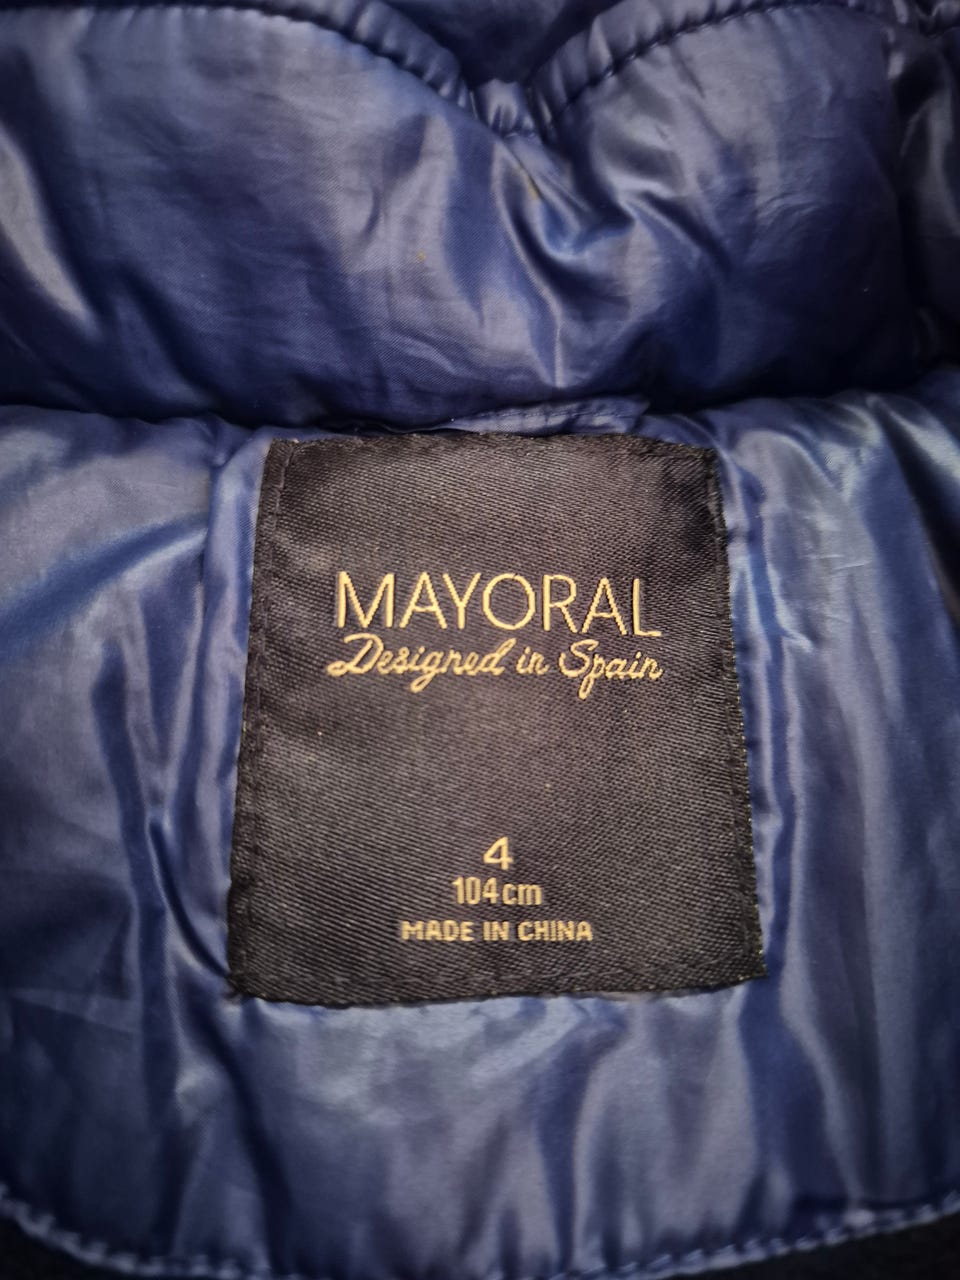 MAYORAL
Designed in Spain
4
104cm
MADE IN CHINA